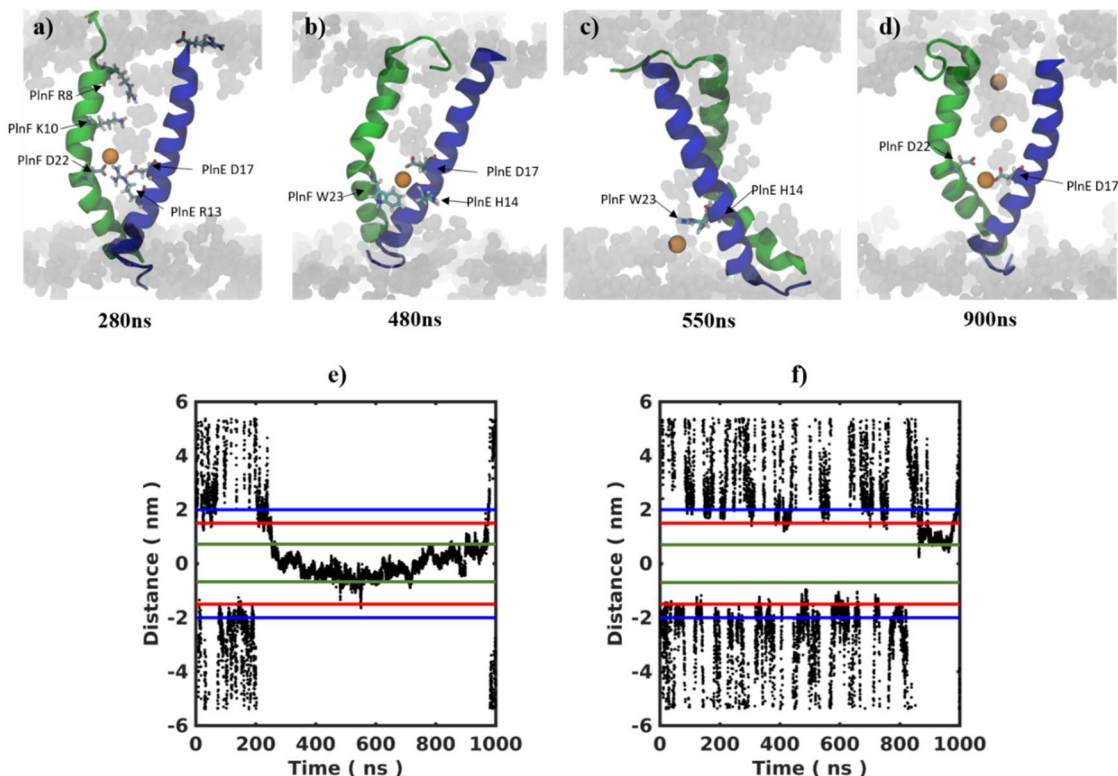 a)
PlnF R8
PlnF K10
PlnF D22
PlnE D17
PlnE R13
280ns
b)
PlnE D17
PlnF W23
PlnE H14
480ns
c)
PlnE H14
PlnF W23
550ns
d)
PlnF D22
PlnE D17
900ns
e)
Distance ( nm )
6
4
2
0
-2
-4
-6
0 200 400 600 800 1000
Time ( ns )
f)
Distance ( nm )
6
4
2
0
-2
-4
-6
0 200 400 600 800 1000
Time ( ns )